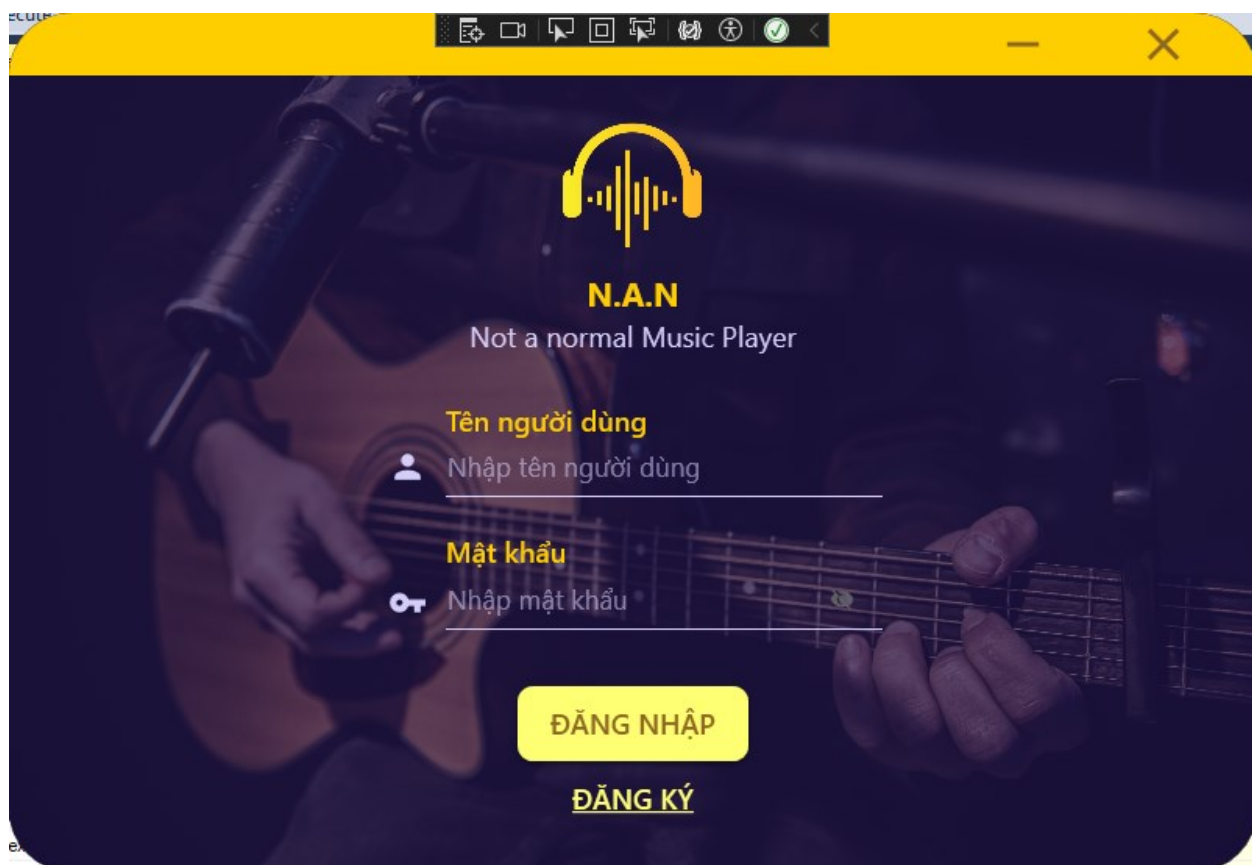 N.A.N
Not a normal Music Player
Tên người dùng
Nhập tên người dùng
Mật khẩu
Nhập mật khẩu
ĐĂNG NHẬP
ĐĂNG KÝ